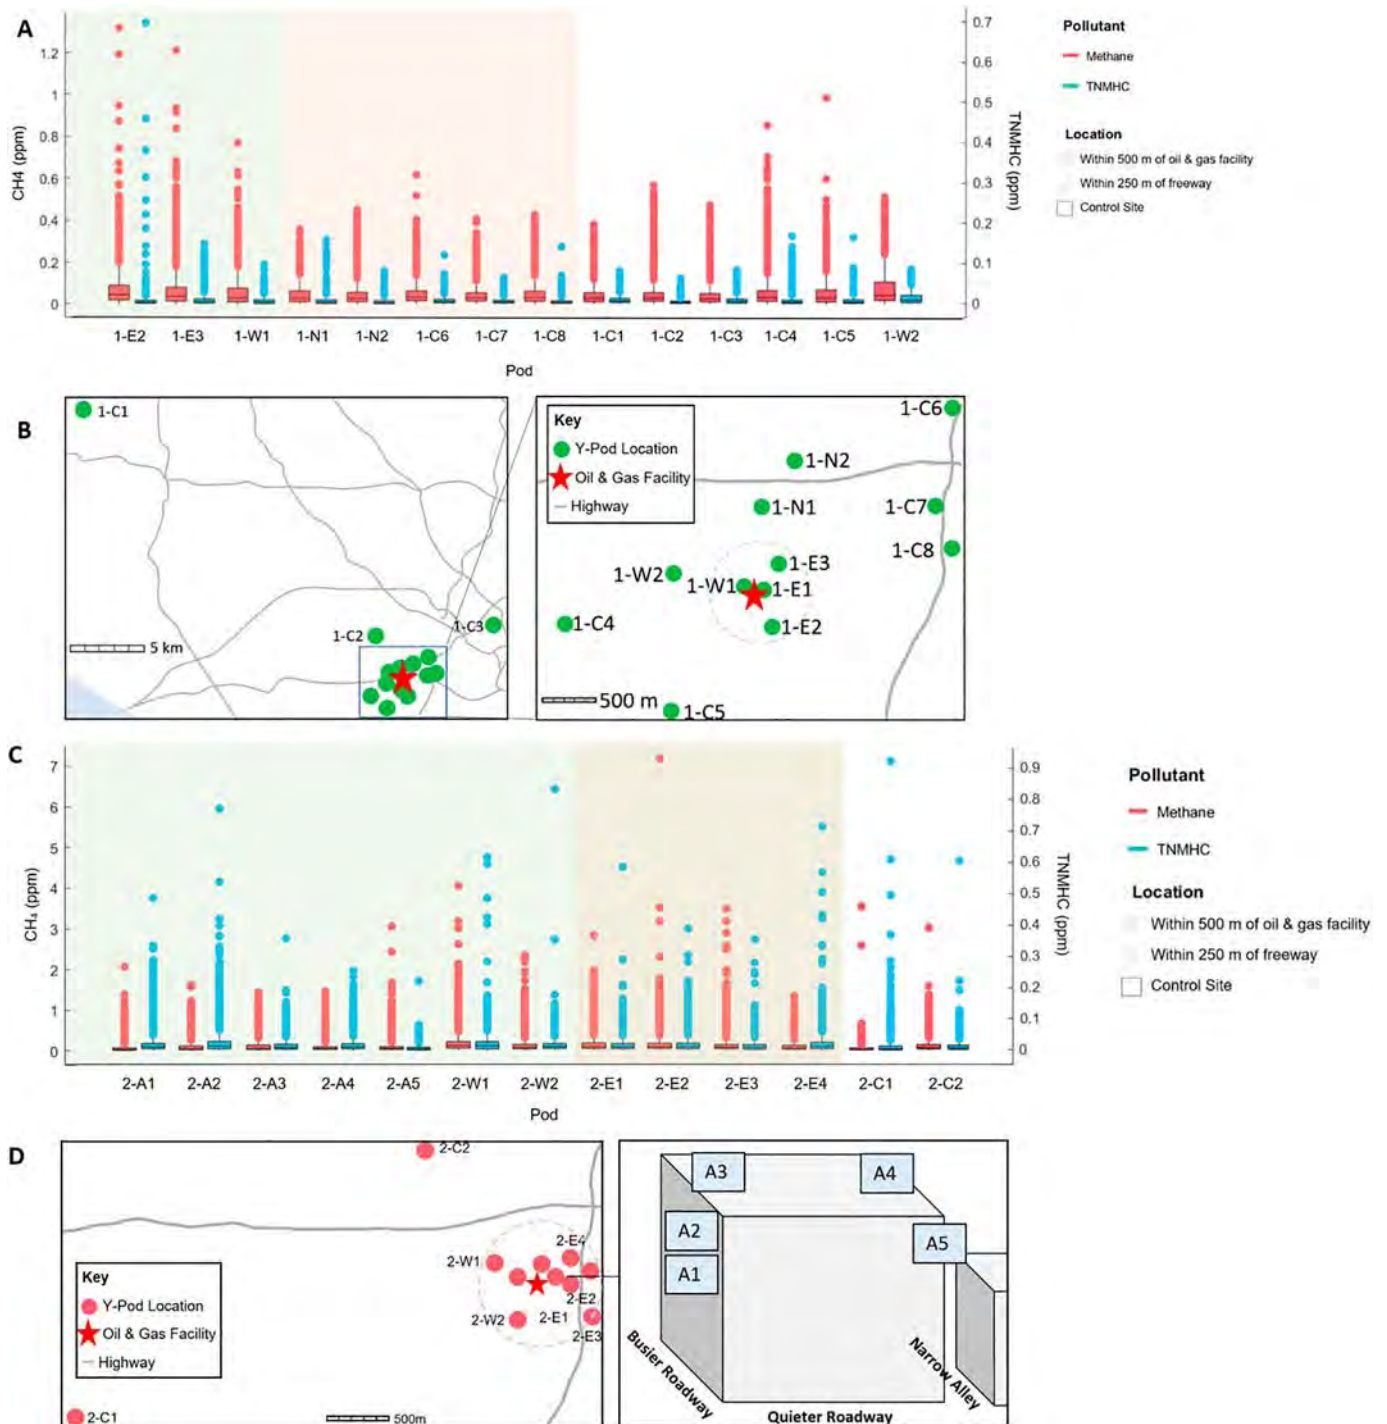 A
CH4 (ppm)
1.2
1
0.8
0.6
0.4
0.2
0
0.7
0.6
0.5
0.4
0.3
0.2
0.1
0
TNMHC (ppm)
1-E2 1-E3 1-W1 1-N1 1-N2 1-C6 1-C7 1-C8 1-C1 1-C2 1-C3 1-C4 1-C5 1-W2
Pod
Pollutant
Methane
TNMHC
Location
Within 500 m of oil & gas facility
Within 250 m of freeway
Control Site
B
1-C1
1-C2
1-C3
5 km
Key
Y-Pod Location
Oil & Gas Facility
Highway
1-C6
1-N2
1-N1
1-C7
1-C8
1-E3
1-W2
1-W1
1-E1
1-C4
1-E2
500 m
1-C5
C
CH₄ (ppm)
7
6
5
4
3
2
1
0
0.9
0.8
0.7
0.6
0.5
0.4
0.3
0.2
0.1
0
TNMHC (ppm)
2-A1 2-A2 2-A3 2-A4 2-A5 2-W1 2-W2 2-E1 2-E2 2-E3 2-E4 2-C1 2-C2
Pod
Pollutant
Methane
TNMHC
Location
Within 500 m of oil & gas facility
Within 250 m of freeway
Control Site
D
2-C2
2-E4
2-W1
2-E2
2-W2
2-E1
2-E3
Key
Y-Pod Location
Oil & Gas Facility
Highway
2-C1
500m
A3
A4
A2
A5
A1
Busier Roadway
Narrow Alley
Quieter Roadway